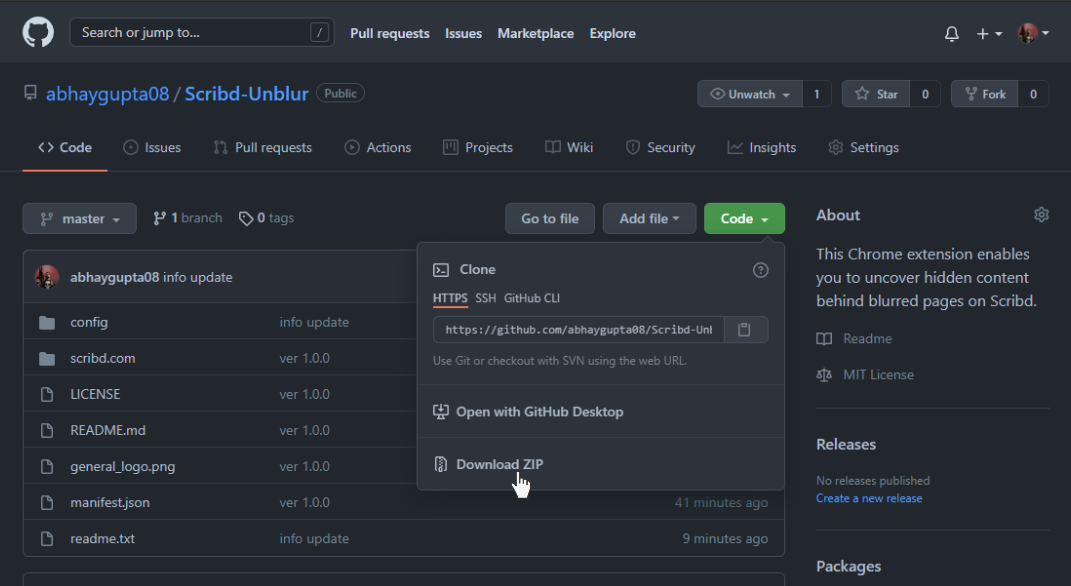 Search or jump to... /
Pull requests Issues Marketplace Explore
abhaygupta08 / Scribd-Unblur Public
Unwatch 1 Star 0 Fork 0
Code Issues Pull requests Actions Projects Wiki Security Insights Settings
master 1 branch 0 tags
Go to file Add file Code
abhaygupta08 info update
config info update
scribd.com ver 1.0.0
LICENSE ver 1.0.0
README.md ver 1.0.0
general_logo.png ver 1.0.0
manifest.json ver 1.0.0 41 minutes ago
readme.txt info update 9 minutes ago
Clone
HTTPS SSH GitHub CLI
https://github.com/abhaygupta08/Scribd-Unbl
Use Git or checkout with SVN using the web URL.
Open with GitHub Desktop
Download ZIP
About
This Chrome extension enables
you to uncover hidden content
behind blurred pages on Scribd.
Readme
MIT License
Releases
No releases published
Create a new release
Packages